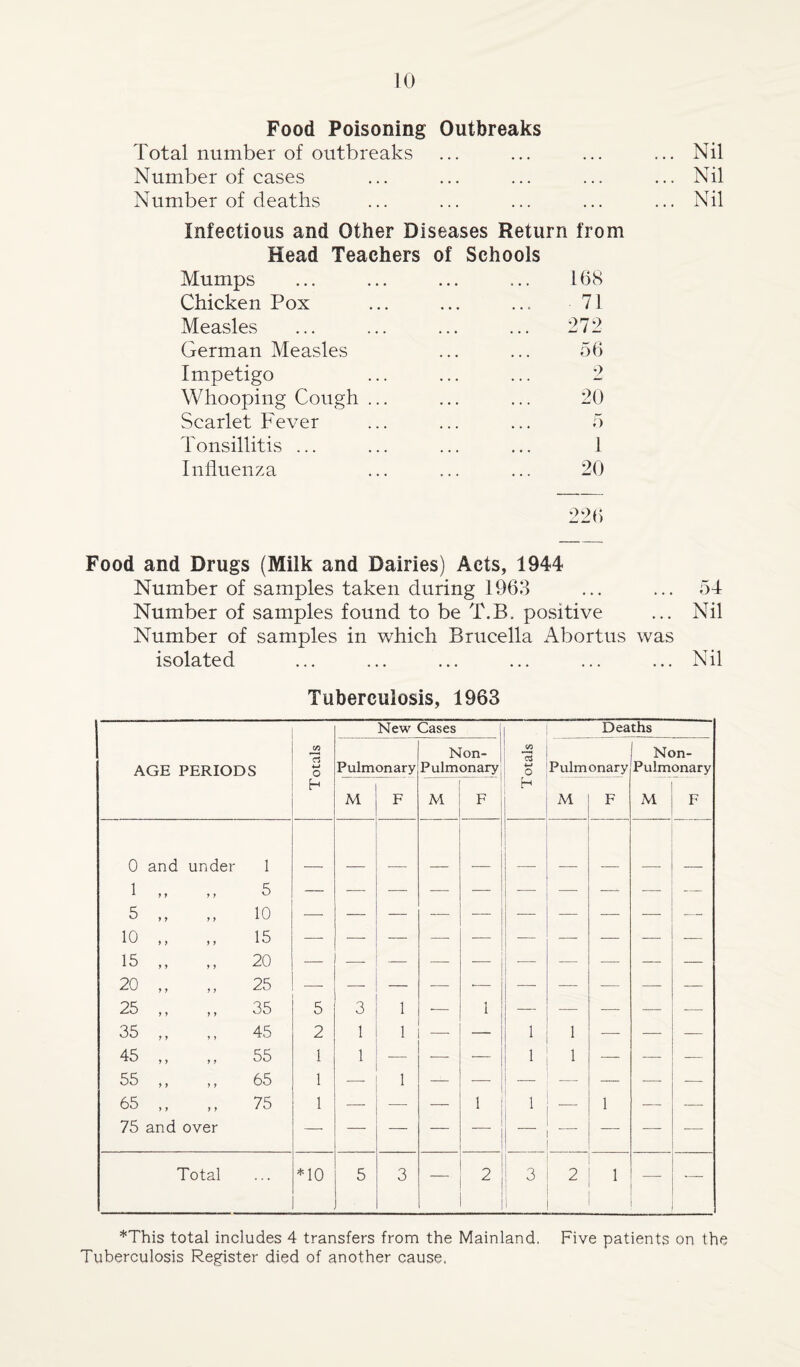 10
Food Poisoning Outbreaks
Total number of outbreaks ... ... ... ... Nil
Number of cases ... ... ... ... ... Nil
Number of deaths ... ... ... ... ... Nil
Infectious and Other Diseases Return from
Head Teachers of Schools
Mumps ... ... ... ... 168
Chicken Pox ... ... ... 71
Measles ... ... ... ... 272
German Measles ... ... 56
Impetigo ... ... ... 2
Whooping Cough ... ... ... 20
Scarlet Fever ... ... ... 5
Tonsillitis ... ... ... ... 1
Influenza ... ... ... 20
226
Food and Drugs (Milk and Dairies) Acts, 1944
Number of samples taken during 1963 ... ... 54
Number of samples found to be T.B. positive ... Nil
Number of samples in which Brucella Abortus was
isolated ... ... ... ... ... ... Nil
Tuberculosis, 1963
New Cases Deaths
AGE PERIODS Totals Pulmonary Non-Pulmonary Totals Pulmonary Non-Pulmonary
M F M F M F M F
0 and under 1 — — — — — — — — — —
1 ,, ,, 5 — — — — — — — — — —
5 ,, ,, 10 — — — — — — — — — —
10 ,, ,, 15 — — — — — — — — — —
15 ,, ,, 20 — — — — — — — — — —
20 ,, ,, 25 — — — — — — — — — —
25 ,, ,, 35 5 3 1 — 1 — — — — —
35 ,, ,, 45 2 1 1 — — 1 1 — — —
45 ,, ,, 55 1 1 — — — 1 1 — — —
55 ,, ,, 65 1 — 1 — — — — — — —
65 ,, ,, 75 1 — — — 1 1 — 1 — —
75 and over — — — — — — — — — —
Total ... *10 5 3 — 2 3 2 1 — —
*This total includes 4 transfers from the Mainland. Five patients on the
Tuberculosis Register died of another cause.